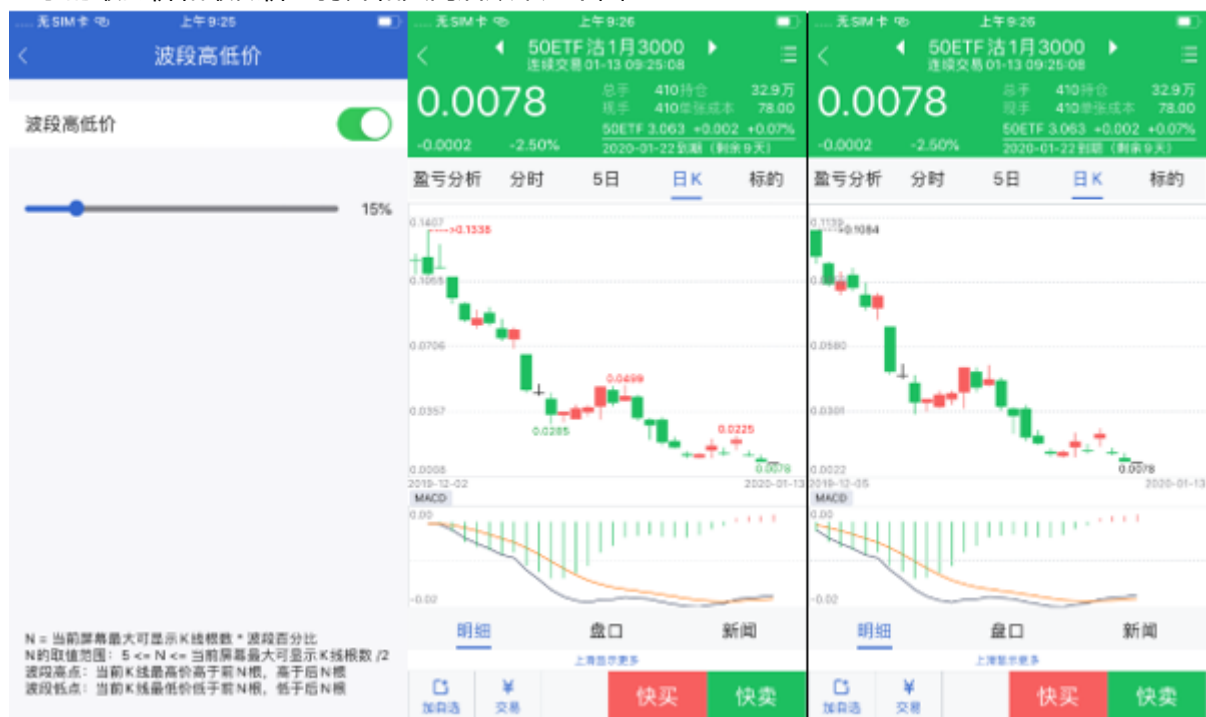 无SIM卡
上午9:25
波段高低价
波段高低价
15%
N = 当前屏幕最大可显示K线根数 * 波段百分比
N的取值范围：5 <= N <= 当前屏幕最大可显示K线根数 /2
波段高点：当前K线最高价高于前N根，高于后N根
波段低点：当前K线最低价低于前N根，低于后N根
无SIM卡
上午9:26
50ETF沽1月3000
连续交易 01-13 09:25:08
0.0078
-0.0002 -2.50%
总手 410 持仓 32.9万
现手 410 单张成本 78.00
50ETF 3.063 +0.002 +0.07%
2020-01-22到期（剩余9天）
盈亏分析 分时 5日 日K 标的
0.1407
0.1338
0.1055
0.0706
0.0499
0.0357
0.0285
0.0225
0.0078
0.0008
2019-12-02 2020-01-13
MACD
0.00
-0.02
明细 盘口 新闻
快买 快卖
加自选 交易
无SIM卡
上午9:26
50ETF沽1月3000
连续交易 01-13 09:25:08
0.0078
-0.0002 -2.50%
总手 410 持仓 32.9万
现手 410 单张成本 78.00
50ETF 3.063 +0.002 +0.07%
2020-01-22到期（剩余9天）
盈亏分析 分时 5日 日K 标的
0.1139
0.1084
0.0580
0.0301
0.0022
0.0078
2019-12-05 2020-01-13
MACD
0.00
-0.02
明细 盘口 新闻
快买 快卖
加自选 交易